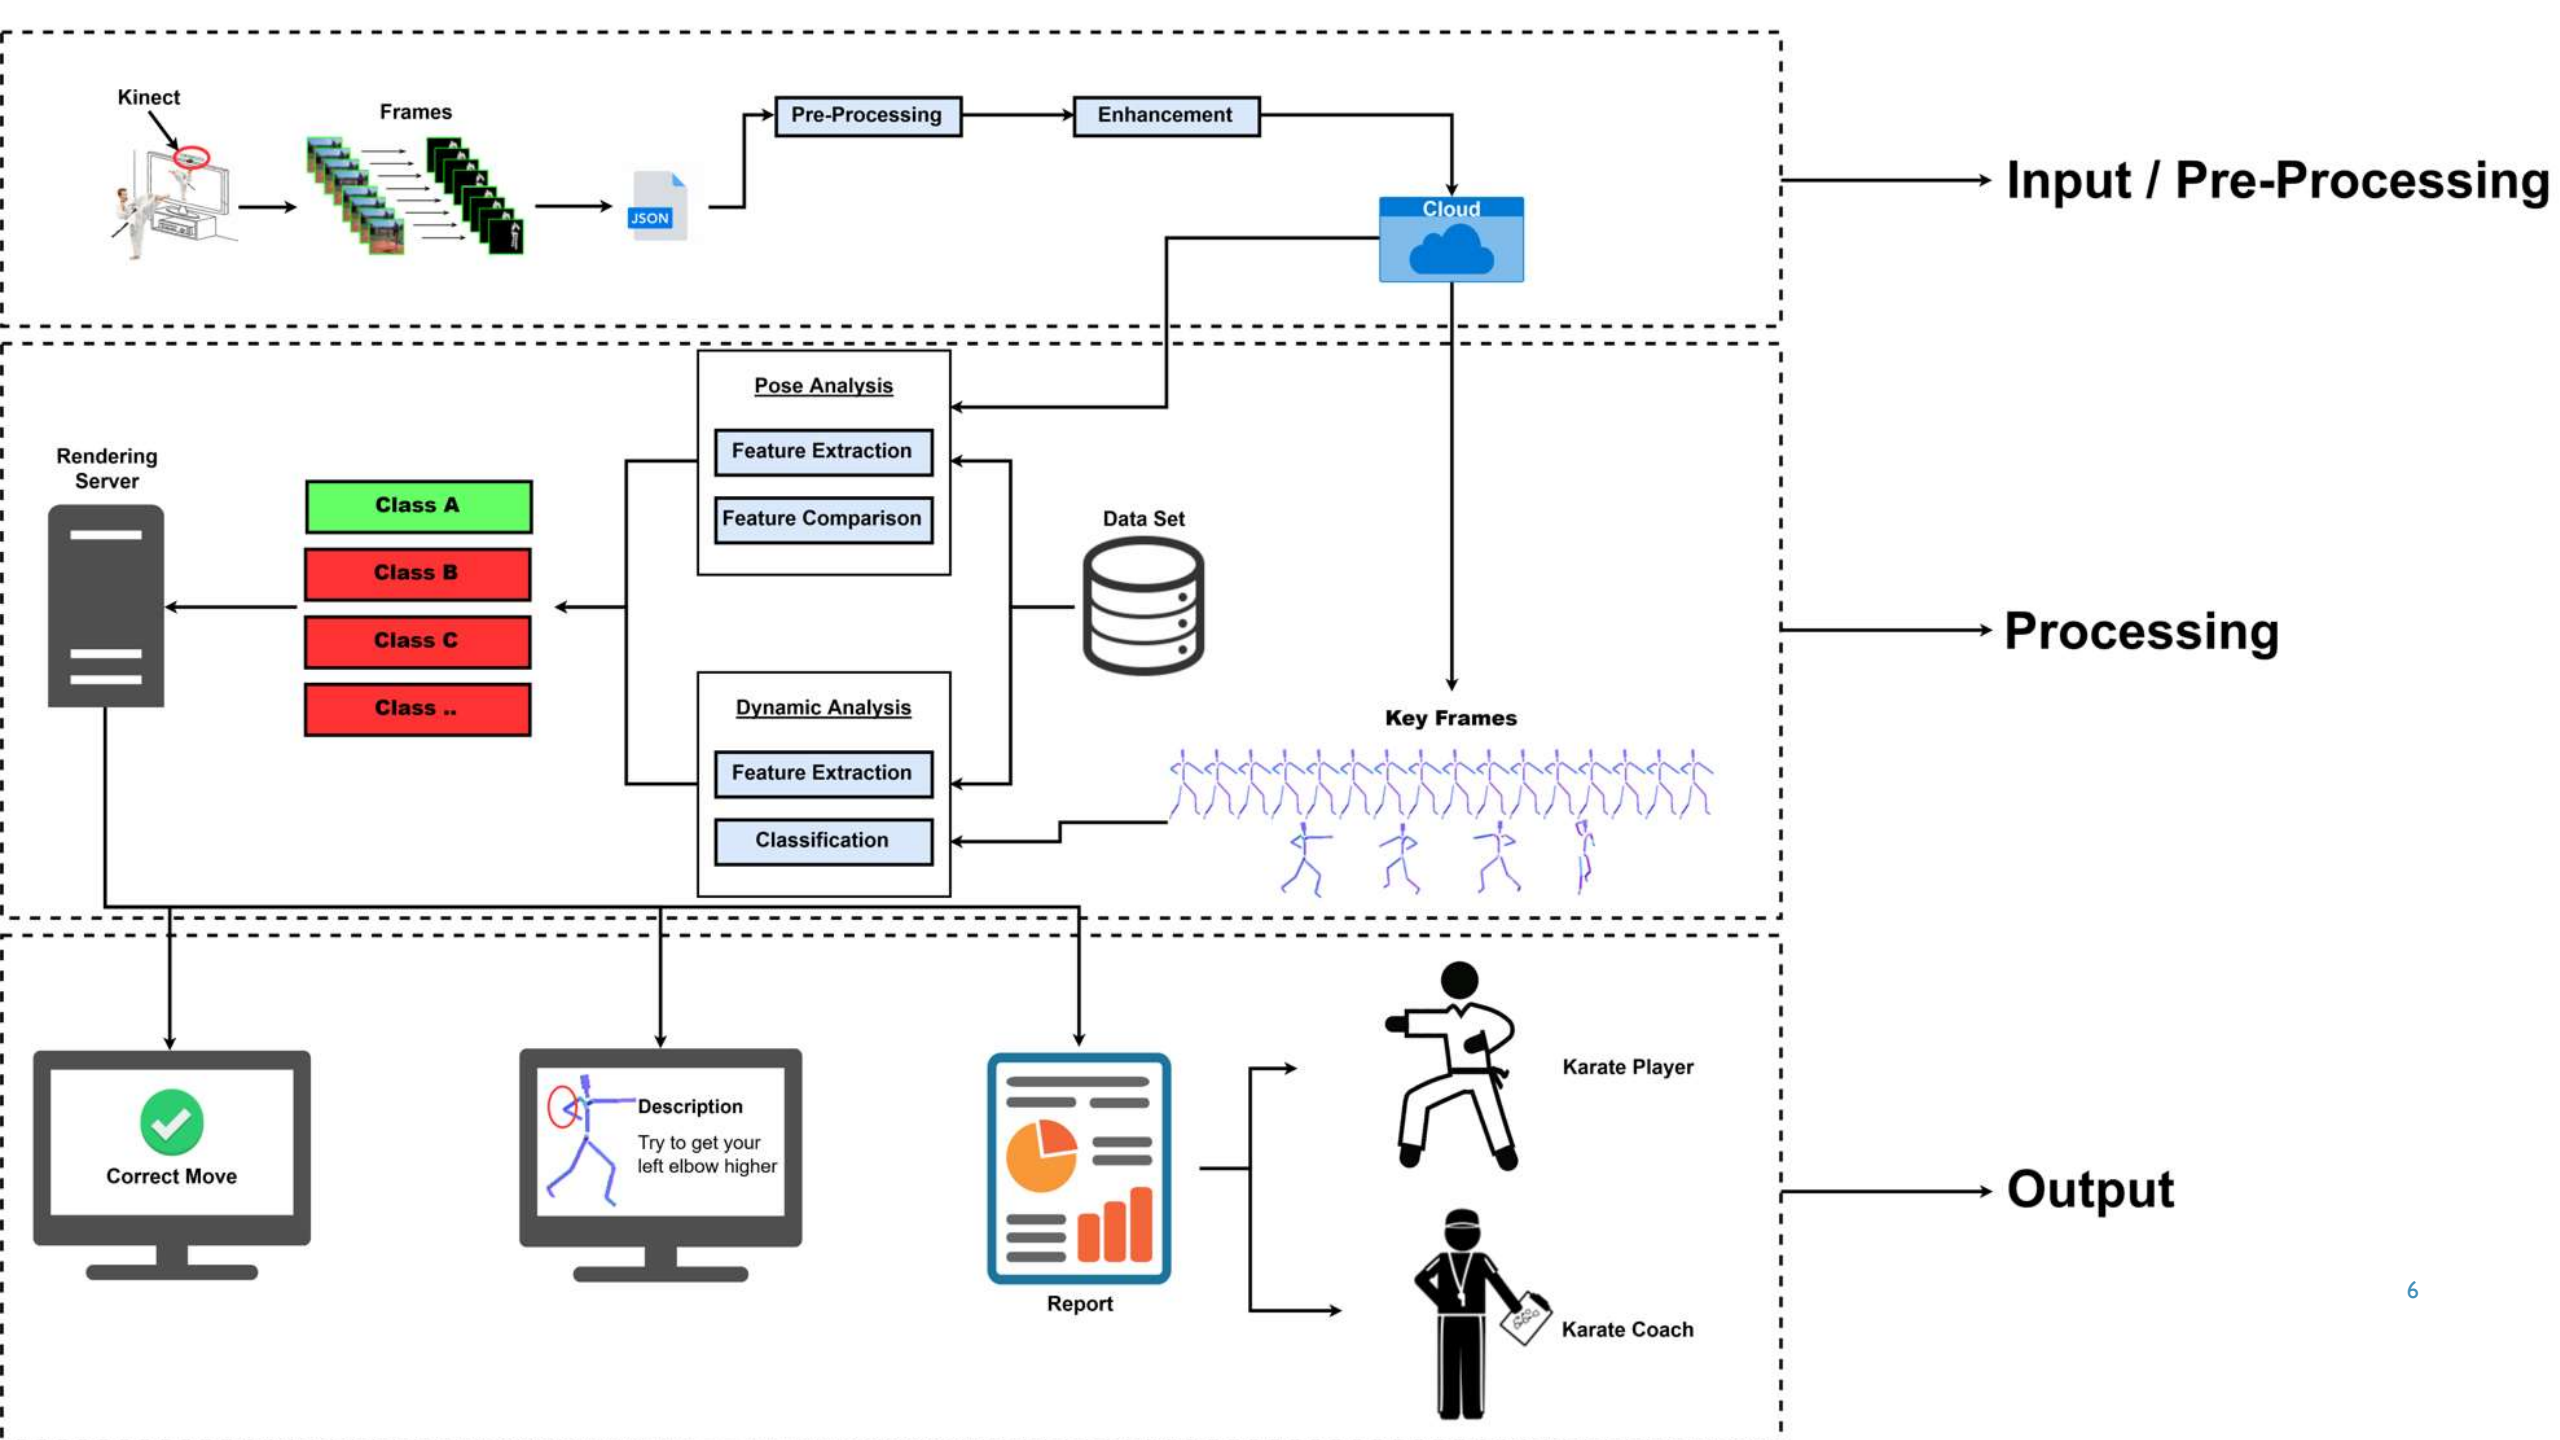 Kinect
Frames
JSON
Pre-Processing
Enhancement
Cloud
Input / Pre-Processing
Pose Analysis
Feature Extraction
Feature Comparison
Rendering
Server
Class A
Class B
Class C
Class ..
Data Set
Processing
Dynamic Analysis
Feature Extraction
Classification
Key Frames
Correct Move
Description
Try to get your
left elbow higher
Report
Karate Player
Karate Coach
Output
6